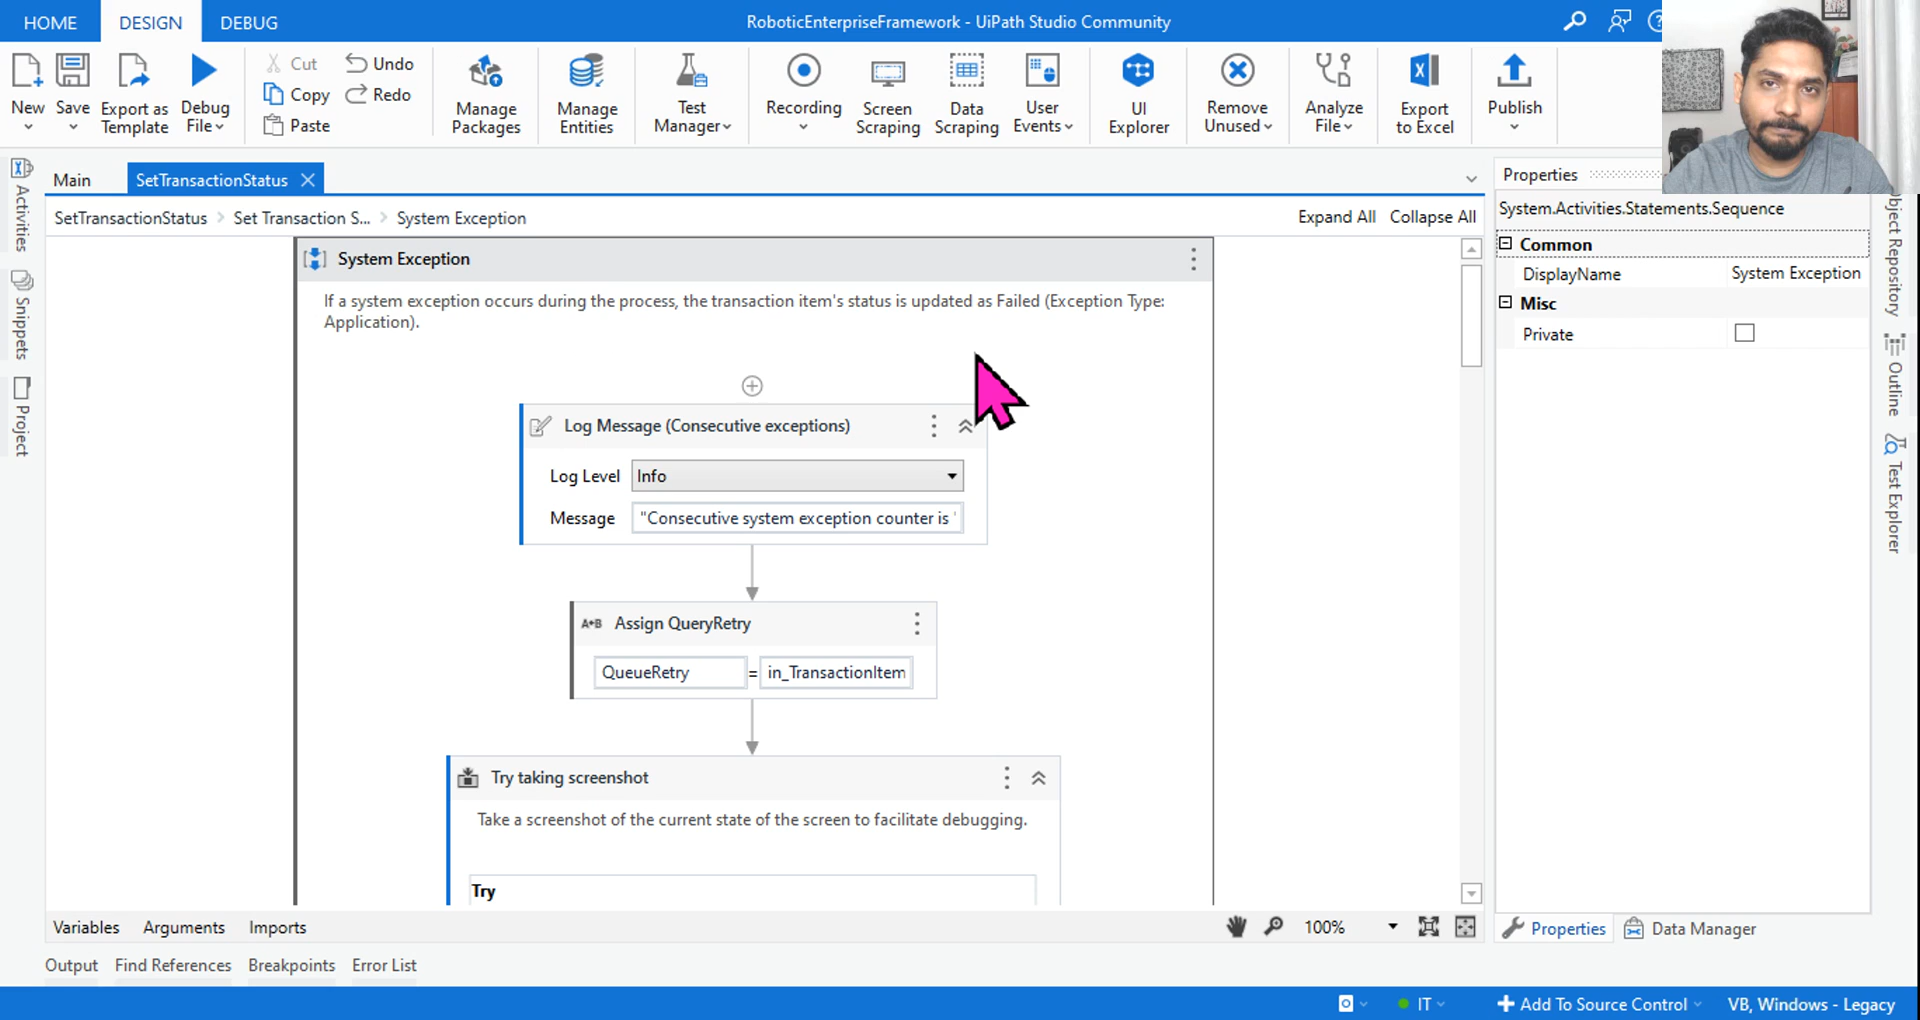 HOME DESIGN DEBUG
RoboticEnterpriseFramework - UiPath Studio Community
New
Save
Export as
Template
Debug
File
Cut
Copy
Paste
Undo
Redo
Manage
Packages
Manage
Entities
Test
Manager
Recording
Screen
Scraping
Data
Scraping
User
Events
UI
Explorer
Remove
Unused
Analyze
File
Export
to Excel
Publish
Activities
Snippets
Project
Main SetTransactionStatus
SetTransactionStatus > Set Transaction S... > System Exception
Expand All Collapse All
System Exception
If a system exception occurs during the process, the transaction item's status is updated as Failed (Exception Type:
Application).
Log Message (Consecutive exceptions)
Log Level Info
Message "Consecutive system exception counter is "
A+B Assign QueryRetry
QueueRetry = in_TransactionItem
Try taking screenshot
Take a screenshot of the current state of the screen to facilitate debugging.
Try
Variables Arguments Imports
100%
Output Find References Breakpoints Error List
Properties
System.Activities.Statements.Sequence
Common
DisplayName System Exception
Misc
Private
Properties Data Manager
Object Repository
Outline
Test Explorer
IT
Add To Source Control
VB, Windows - Legacy